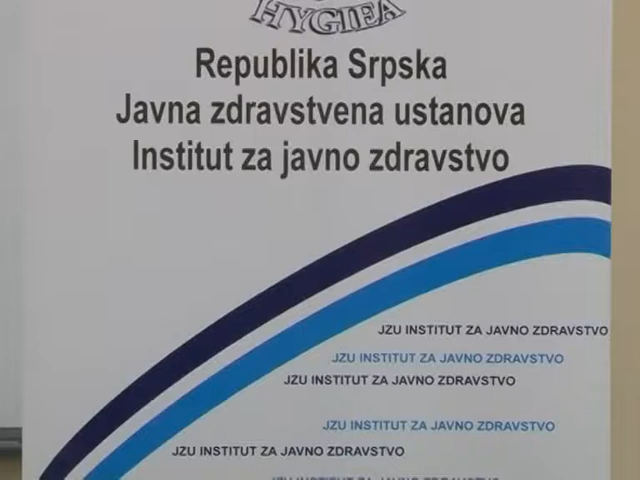 HYGIEA
Republika Srpska
Javna zdravstvena ustanova
Institut za javno zdravstvo
JZU INSTITUT ZA JAVNO ZDRAVSTVO
JZU INSTITUT ZA JAVNO ZDRAVSTVO
JZU INSTITUT ZA JAVNO ZDRAVSTVO
JZU INSTITUT ZA JAVNO ZDRAVSTVO
JZU INSTITUT ZA JAVNO ZDRAVSTVO